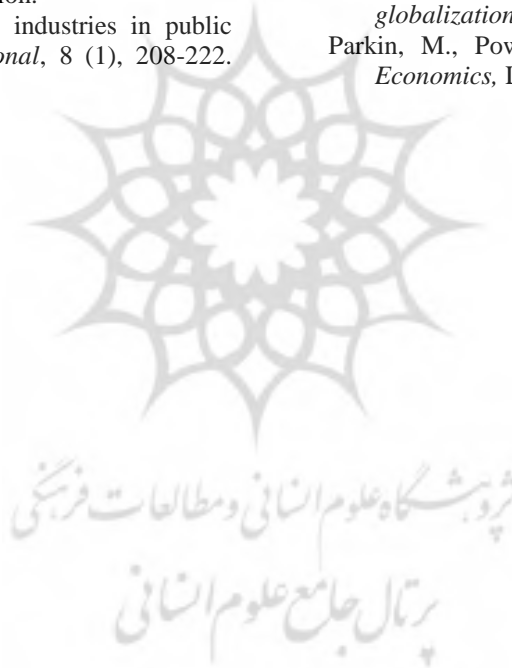 on.
industries in public
onal, 8 (1), 208-222.
globalization
Parkin, M., Pow
Economics,
پژوهشگاه علوم انسانی و مطالعات فرهنگی
پرتال جامع علوم انسانی